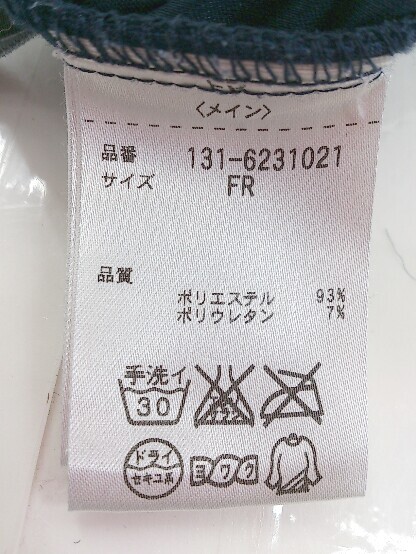 〈メイン〉
品番 131-6231021
サイズ FR
品質
ポリエステル 93%
ポリウレタン 7%
手洗イ
30
ドライ
セキユ系
ヨワク